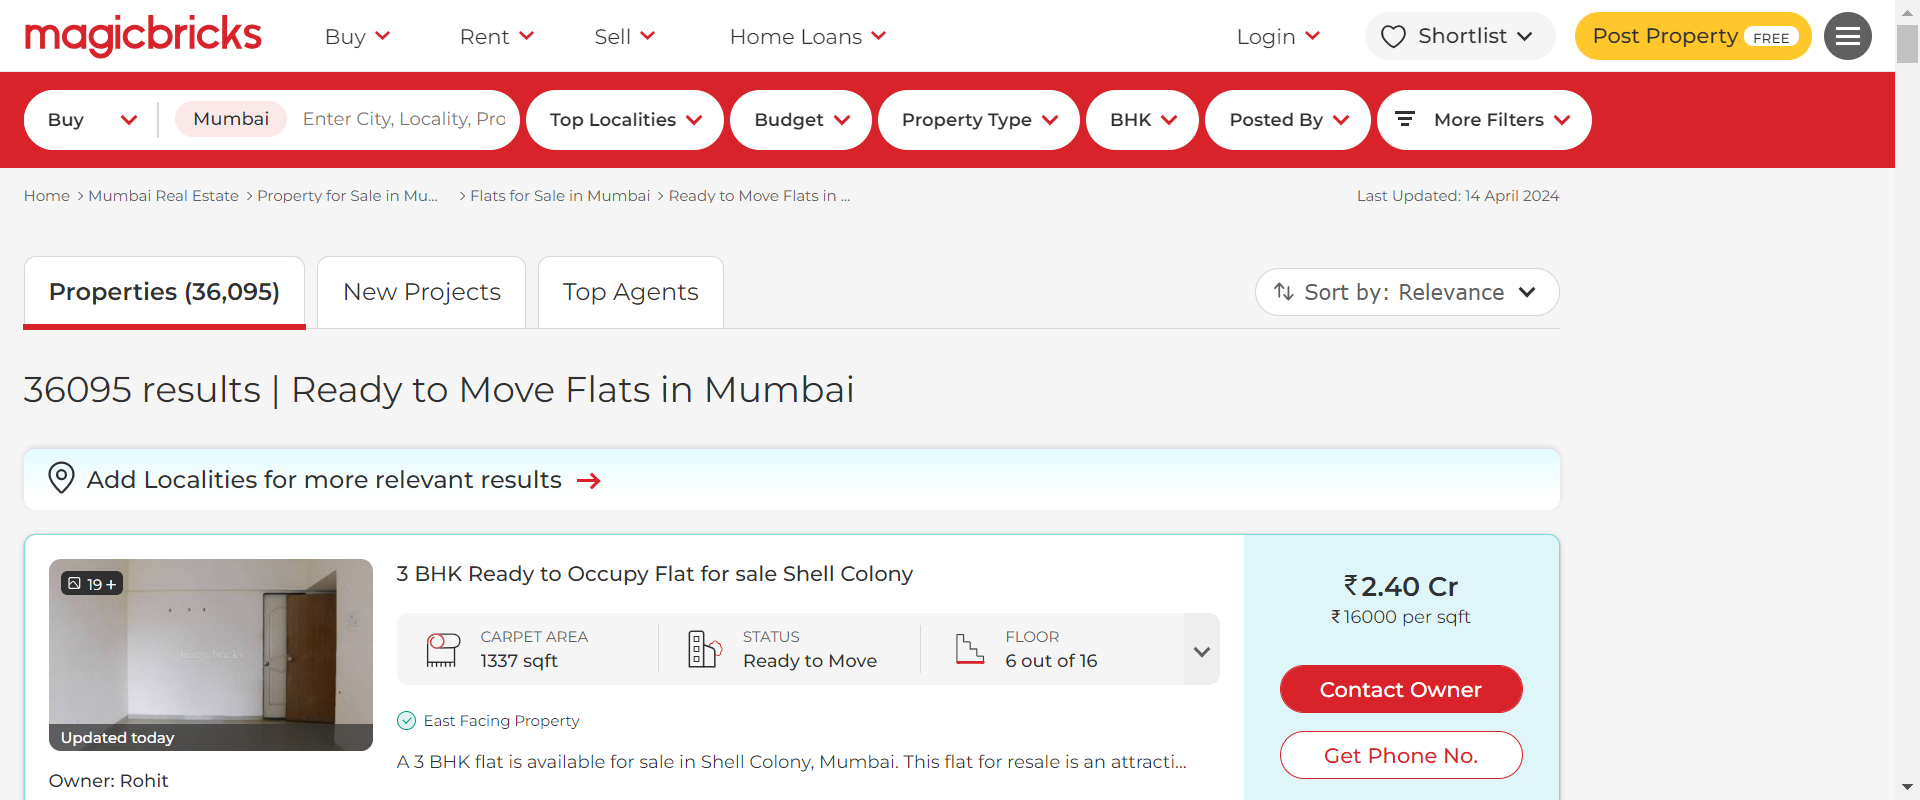 magicbricks
Buy
Rent
Sell
Home Loans
Login
Shortlist
Post Property FREE
Buy
Mumbai
Enter City, Locality, Pro
Top Localities
Budget
Property Type
BHK
Posted By
More Filters
Home > Mumbai Real Estate > Property for Sale in Mu... > Flats for Sale in Mumbai > Ready to Move Flats in ...
Last Updated: 14 April 2024
Properties (36,095)
New Projects
Top Agents
Sort by: Relevance
36095 results | Ready to Move Flats in Mumbai
Add Localities for more relevant results
19+
magicbricks
Updated today
Owner: Rohit
3 BHK Ready to Occupy Flat for sale Shell Colony
CARPET AREA
1337 sqft
STATUS
Ready to Move
FLOOR
6 out of 16
East Facing Property
A 3 BHK flat is available for sale in Shell Colony, Mumbai. This flat for resale is an attracti...
₹2.40 Cr
₹16000 per sqft
Contact Owner
Get Phone No.